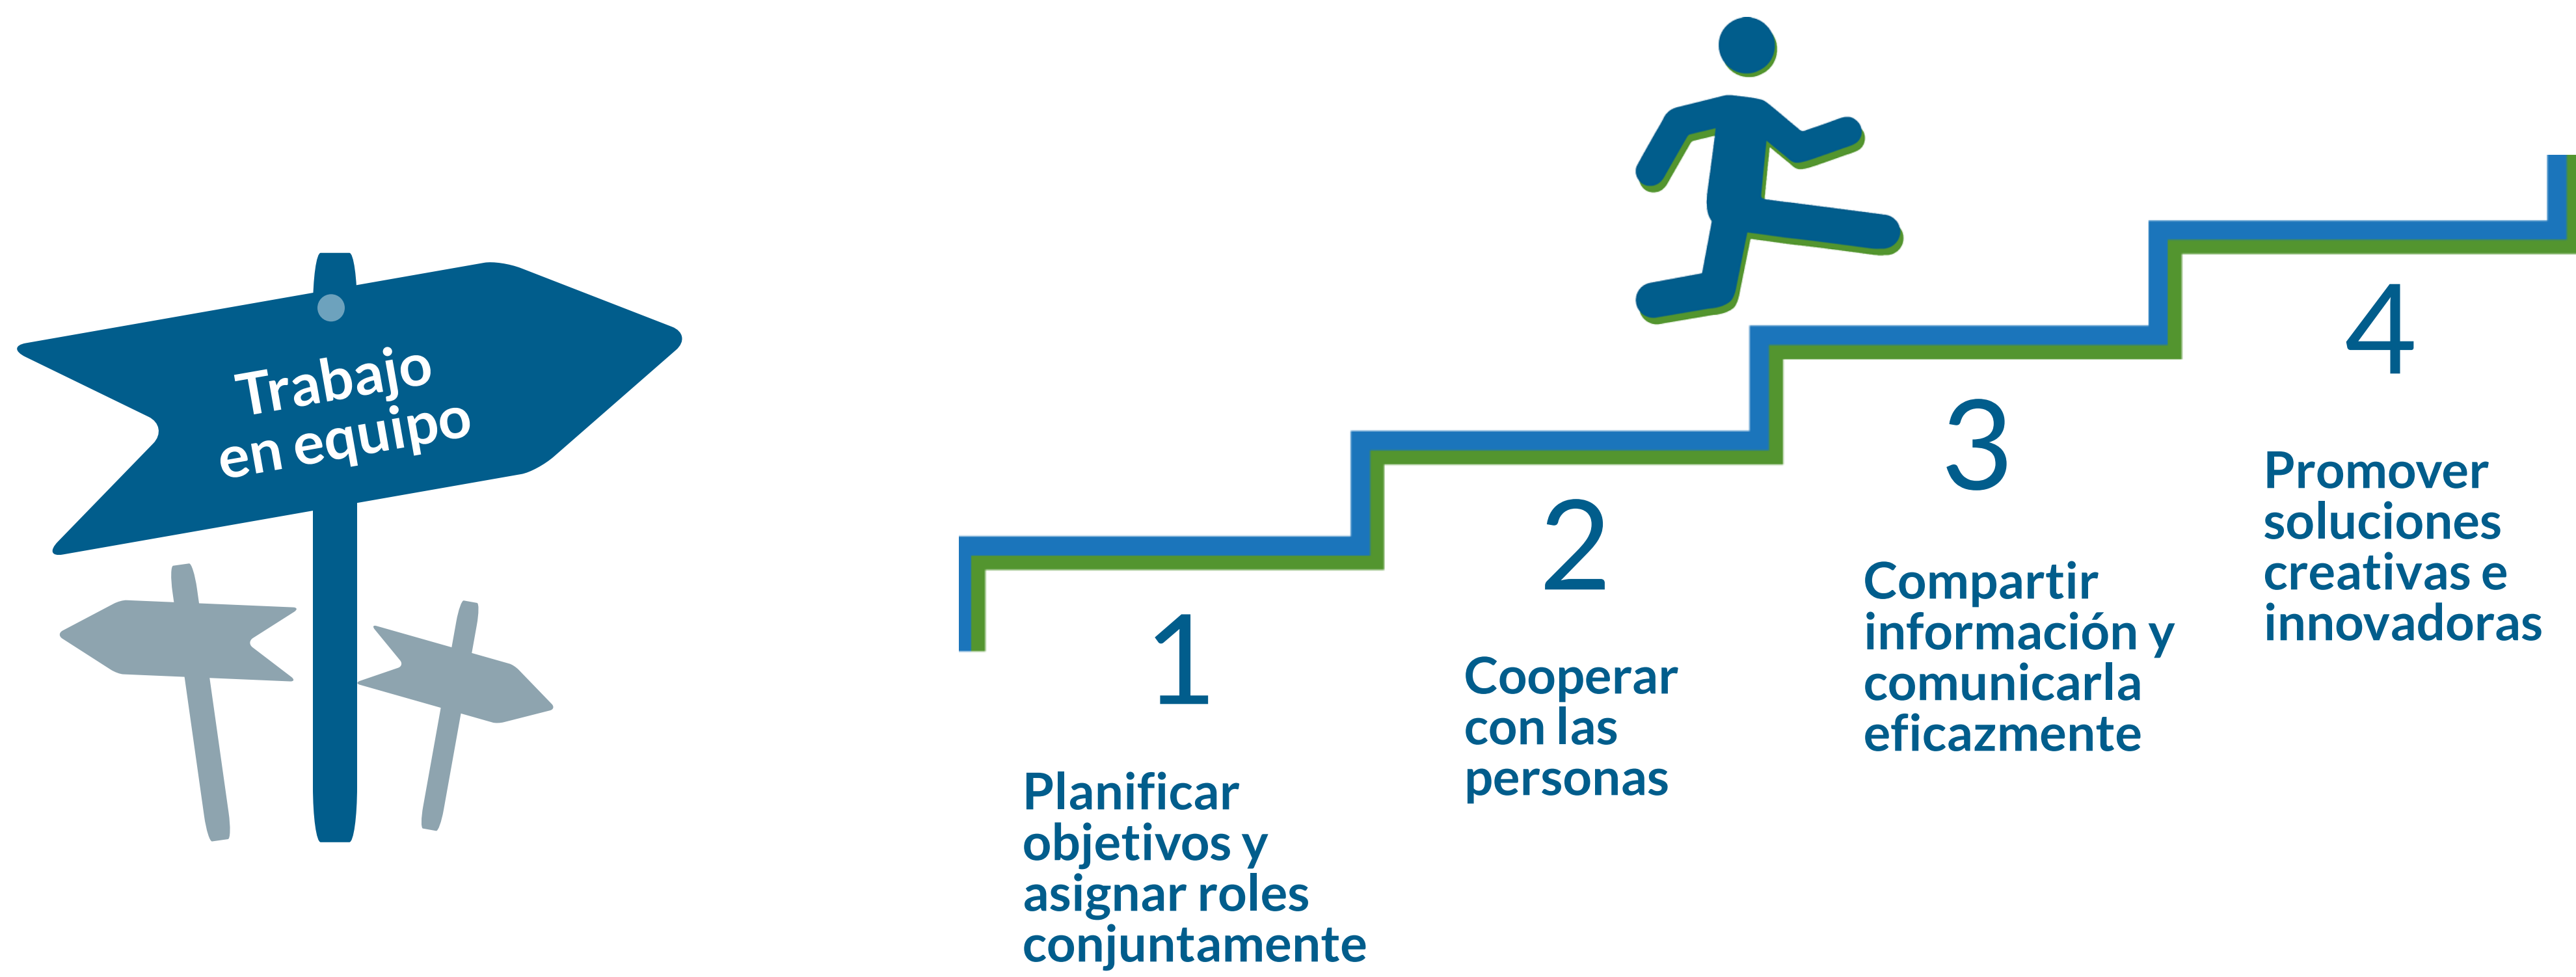 Trabajo
en equipo
1
Planificar
objetivos y
asignar roles
conjuntamente
2
Cooperar
con las
personas
3
Compartir
información y
comunicarla
eficazmente
4
Promover
soluciones
creativas e
innovadoras